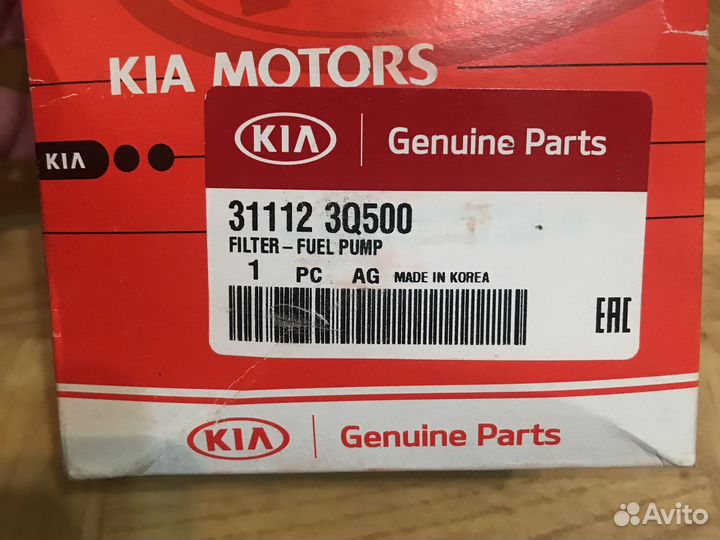 KIA MOTORS
KIA
KIA Genuine Parts
31112 3Q500
FILTER-FUEL PUMP
1 PC AG MADE IN KOREA
EAC
KIA Genuine Parts
Avito